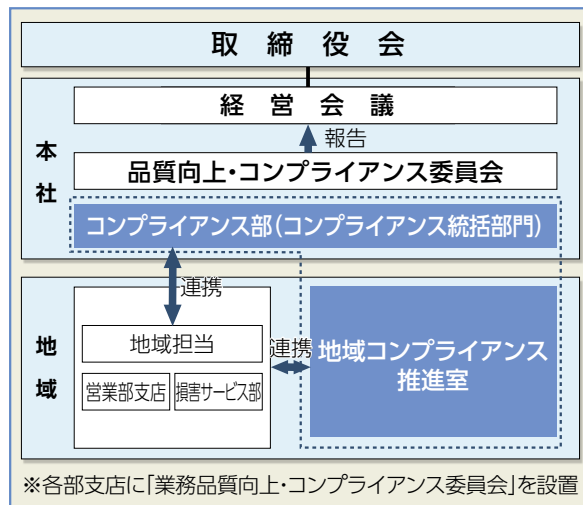 取締役会
本社
経営会議
報告
品質向上・コンプライアンス委員会
コンプライアンス部(コンプライアンス統括部門)
連携
地域
地域担当
営業部支店
損害サービス部
連携
地域コンプライアンス
推進室
※各部支店に「業務品質向上・コンプライアンス委員会」を設置